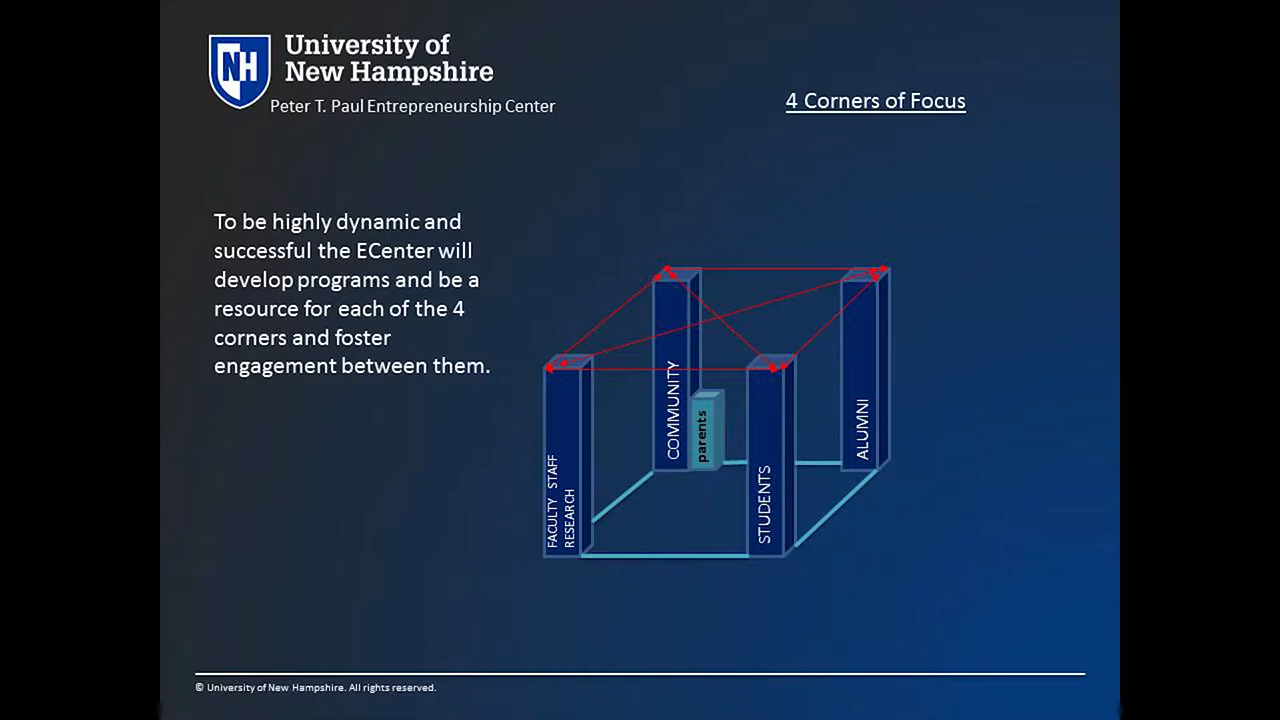 NH
University of
New Hampshire
Peter T. Paul Entrepreneurship Center
4 Corners of Focus
To be highly dynamic and
successful the ECenter will
develop programs and be a
resource for each of the 4
corners and foster
engagement between them.
COMMUNITY
parents
ALUMNI
FACULTY STAFF
RESEARCH
STUDENTS
© University of New Hampshire. All rights reserved.